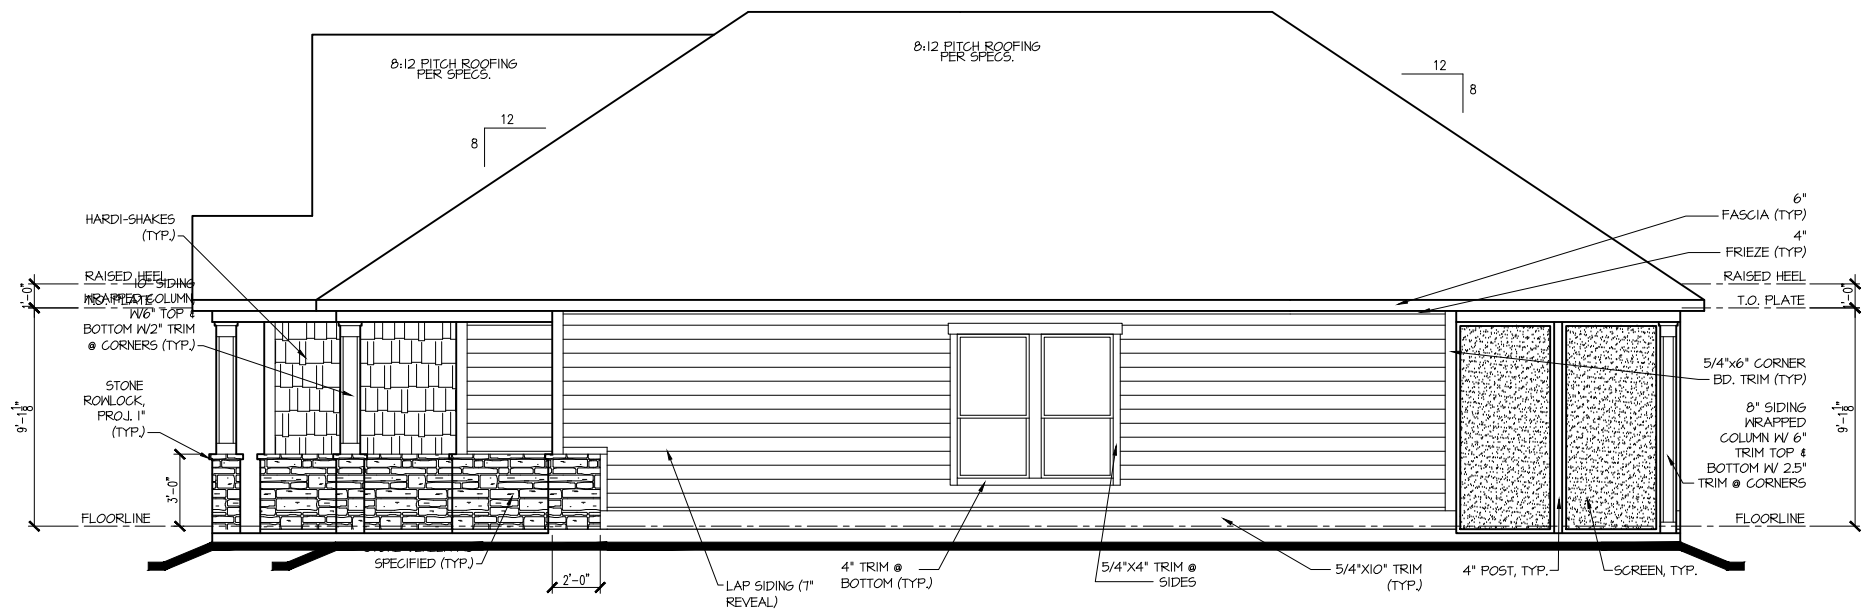 8:12 PITCH ROOFING
PER SPECS.
8:12 PITCH ROOFING
PER SPECS.
12
8
12
8
HARDI-SHAKES
(TYP.)
RAISED HEEL
T.O. PLATE
1'-0"
10" SIDING
WRAPPED COLUMN
W/6" TOP &
BOTTOM W/2" TRIM
@ CORNERS (TYP.)
STONE
ROWLOCK,
PROJ. 1"
(TYP.)
9'-1 1/8"
3'-0"
FLOORLINE
SPECIFIED (TYP.)
2'-0"
LAP SIDING (7"
REVEAL)
4" TRIM @
BOTTOM (TYP.)
5/4"X4" TRIM @
SIDES
5/4"X10" TRIM
(TYP.)
4" POST, TYP.
SCREEN, TYP.
6"
FASCIA (TYP)
4"
FRIEZE (TYP)
RAISED HEEL
T.O. PLATE
1'-0"
5/4"x6" CORNER
BD. TRIM (TYP)
8" SIDING
WRAPPED
COLUMN W/ 6"
TRIM TOP &
BOTTOM W/ 2.5"
TRIM @ CORNERS
9'-1 1/8"
FLOORLINE